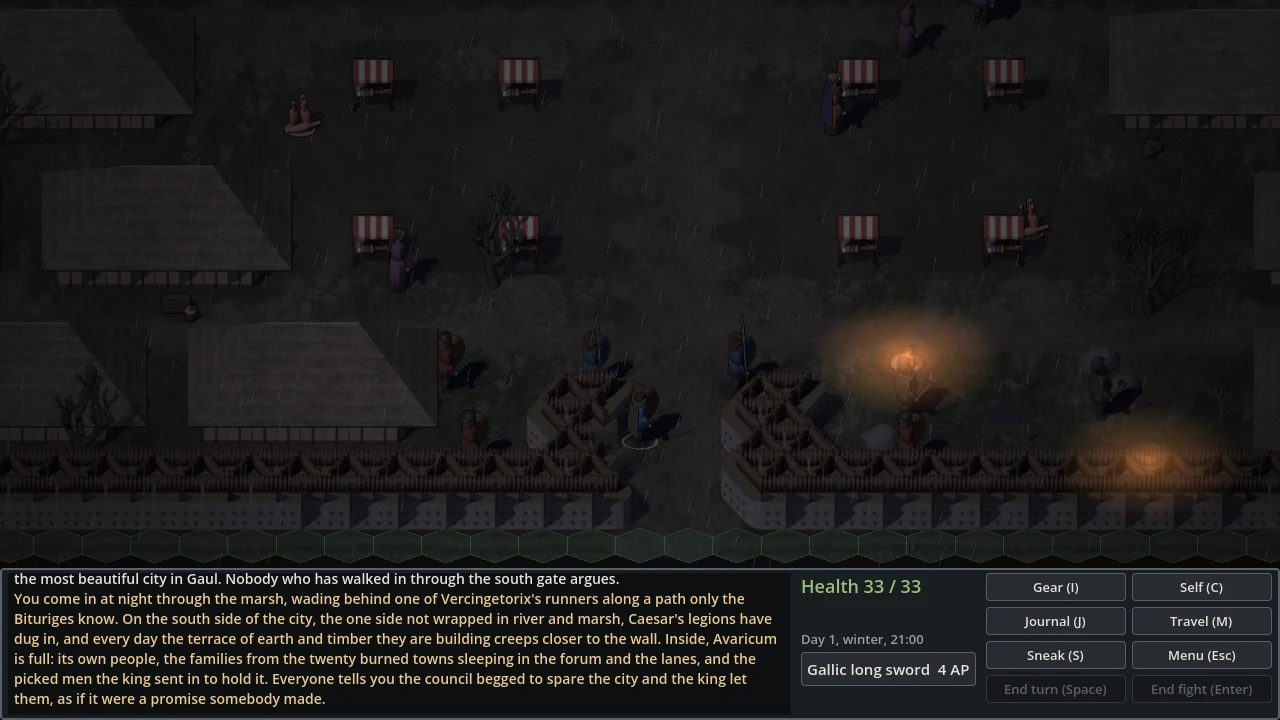 the most beautiful city in Gaul. Nobody who has walked in through the south gate argues.
You come in at night through the marsh, wading behind one of Vercingetorix's runners along a path only the
Bituriges know. On the south side of the city, the one side not wrapped in river and marsh, Caesar's legions have
dug in, and every day the terrace of earth and timber they are building creeps closer to the wall. Inside, Avaricum
is full: its own people, the families from the twenty burned towns sleeping in the forum and the lanes, and the
picked men the king sent in to hold it. Everyone tells you the council begged to spare the city and the king let
them, as if it were a promise somebody made.
Health 33 / 33
Day 1, winter, 21:00
Gallic long sword 4 AP
Gear (I)
Self (C)
Journal (J)
Travel (M)
Sneak (S)
Menu (Esc)
End turn (Space)
End fight (Enter)